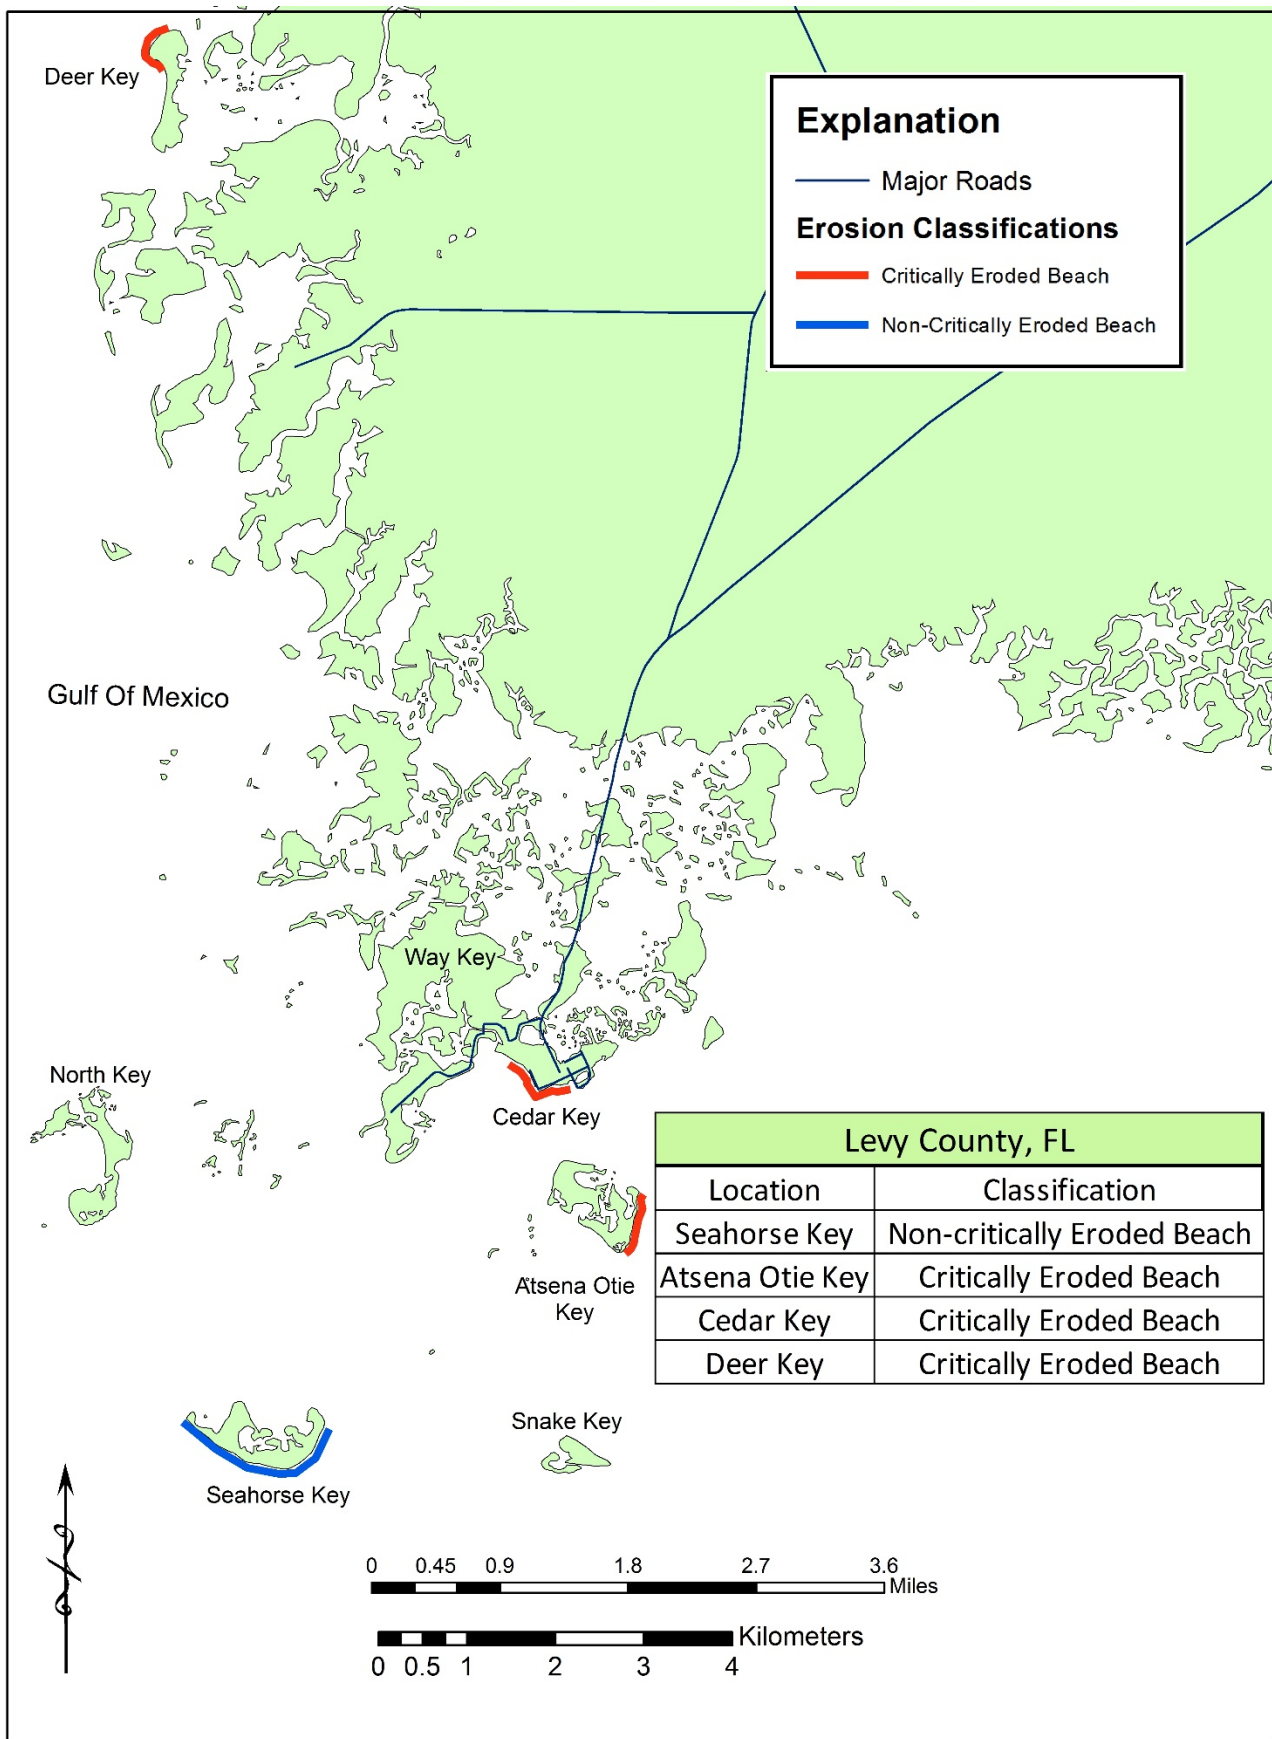 Deer Key
Explanation
Major Roads
Erosion Classifications
Critically Eroded Beach
Non-Critically Eroded Beach
Gulf Of Mexico
Way Key
North Key
Cedar Key
Levy County, FL
Location Classification
Seahorse Key Non-critically Eroded Beach
Atsena Otie Key Critically Eroded Beach
Cedar Key Critically Eroded Beach
Deer Key Critically Eroded Beach
Atsena Otie
Key
Snake Key
Seahorse Key
0 0.45 0.9 1.8 2.7 3.6
Miles
Kilometers
0 0.5 1 2 3 4